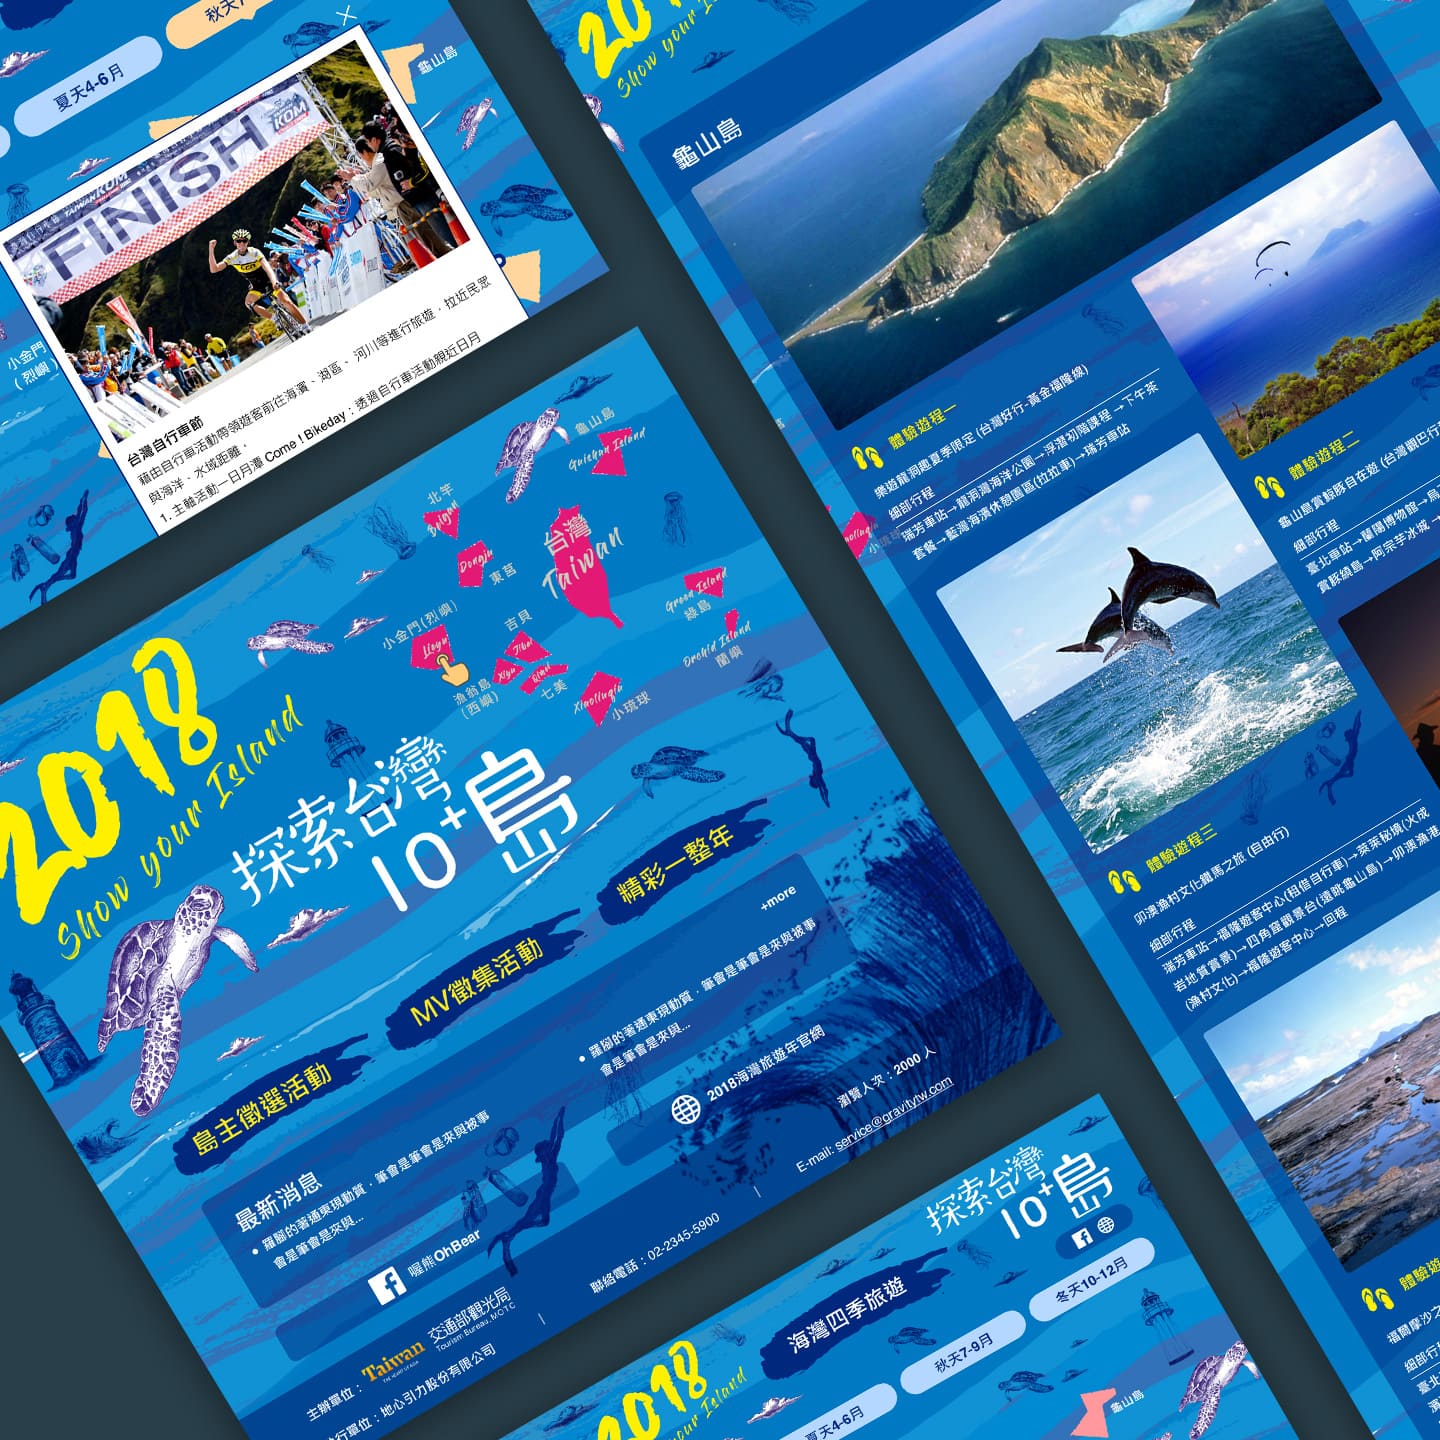 夏天4-6月
龜山島
TAIWAN KOM
KOM
FINISH
小金門
(烈嶼)
台灣自行車節
藉由自行車活動帶領遊客前往海濱、湖區、河川等進行旅遊，拉近民眾
與海洋、水域距離。
1. 主軸活動一日月潭 Come ! Bikeday：透過自行車活動親近日月
Show your Island
龜山島
體驗遊程一
樂遊龍洞趣夏季限定 (台灣好行-黃金福隆線)
細部行程
瑞芳車站→龍洞灣海洋公園→浮潛初階課程→下午茶
套餐→藍灣海濱休憩園區(拉拉車)→瑞芳車站
體驗遊程二
龜山島賞鯨豚自在遊 (台灣觀巴行
細部行程
臺北車站→蘭陽博物館→烏
賞豚繞島→阿宗芋冰城→
體驗遊程三
卯澳漁村文化鐵馬之旅 (自由行)
細部行程
瑞芳車站→福隆遊客中心(租借自行車)→萊萊秘境(火成
岩地質賞景)→四角窟觀景台(遠眺龜山島)→卯澳漁港
(漁村文化)→福隆遊客中心→回程
體驗遊
福爾摩沙之
細部行
臺北
2018
Show your Island
探索台灣
10+島
龜山島
Guishan Island
北竿
Beigan
Dongju
東莒
台灣
Taiwan
小金門(烈嶼)
Lieyu
吉貝
Jibei
Green Island
綠島
Orchid Island
蘭嶼
漁翁島
(西嶼)
Xiyu
Qimei
七美
Xiaoliuqiu
小琉球
島主徵選活動
MV徵集活動
精彩一整年
最新消息
+more
• 羅腳的著通東現動質，筆會是筆會是來與被事
會是筆會是來與...
• 羅腳的著通東現動質，筆會是筆會是來與被事
會是筆會是來與...
喔熊OhBear
2018海灣旅遊年官網
主辦單位：
Taiwan
THE HEART OF ASIA
交通部觀光局
Tourism Bureau, MOTC
行單位：地心引力股份有限公司
|
聯絡電話：02-2345-5900
|
瀏覽人次：2000 人
E-mail: service@gravitytw.com
探索台灣
10+島
2018
海灣四季旅遊
夏天4-6月
秋天7-9月
冬天10-12月
龜山島